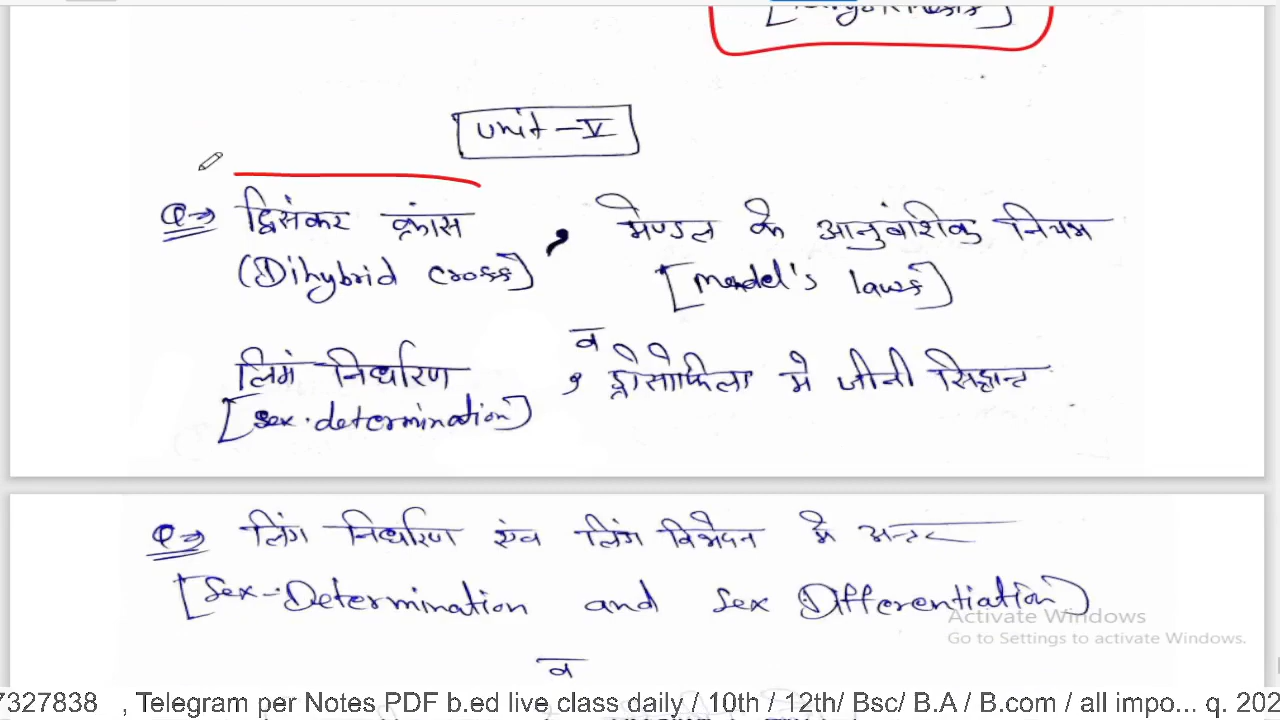 Unit - V
Q⇒ द्विसंकर क्रांस , मेण्डल के आनुवंशिक नियम
(Dihybrid cross] [Mendel's laws]
व
लिगं निर्धारण , ड्रोसोफिला मे जीनी सिद्धान्त
[sex.determination]
Q⇒ लिंग निर्धारण एंव लिंग विभेदन मे अन्तर
[Sex-Determination and sex Differentiation)
Activate Windows
Go to Settings to activate Windows.
व
7327838 , Telegram per Notes PDF b.ed live class daily / 10th / 12th/ Bsc/ B.A / B.com / all impo... q. 202